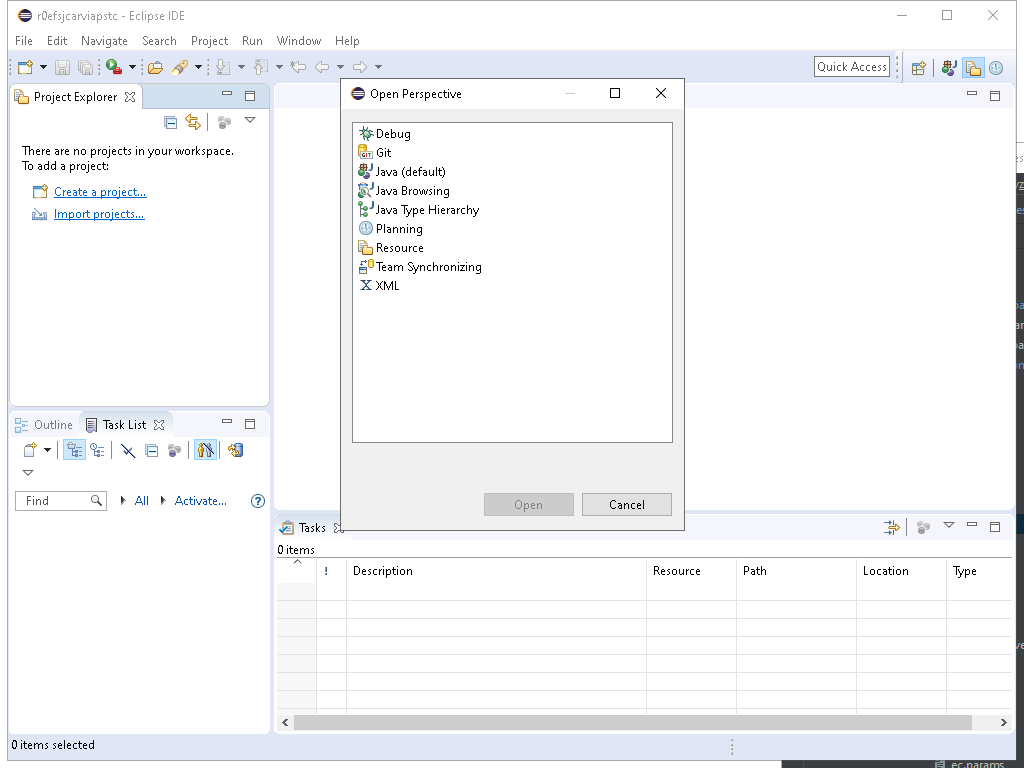 r0efsjcarviapstc - Eclipse IDE
File Edit Navigate Search Project Run Window Help
Quick Access
Project Explorer
There are no projects in your workspace.
To add a project:
Create a project...
Import projects...
Open Perspective
Debug
GIT Git
Java (default)
Java Browsing
Java Type Hierarchy
Planning
Resource
Team Synchronizing
X XML
Open Cancel
Outline Task List
Find All Activate... ?
Tasks
0 items
! Description Resource Path Location Type
0 items selected
ec.params